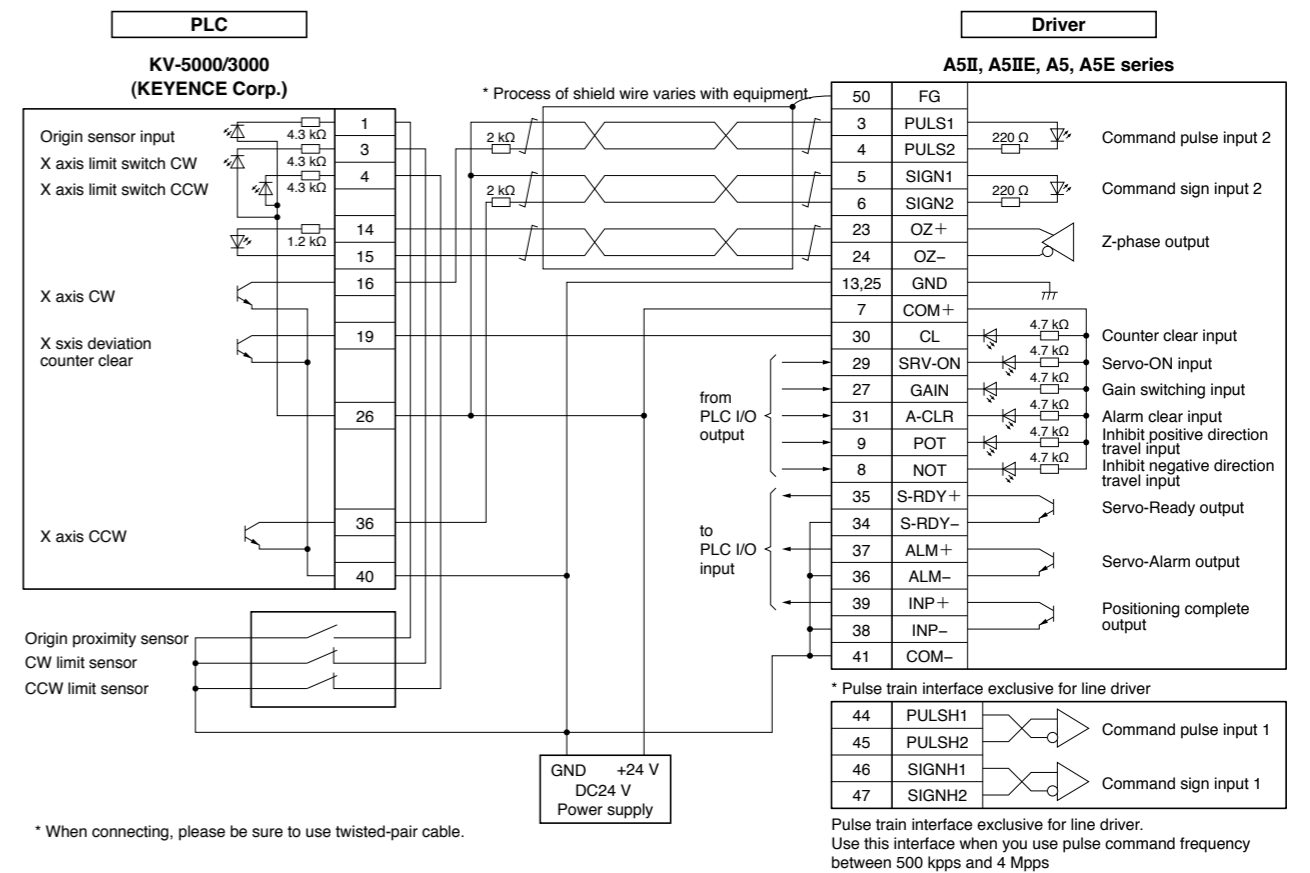 PLC
Driver
KV-5000/3000
(KEYENCE Corp.)
A5II, A5IIE, A5, A5E series
* Process of shield wire varies with equipment.
Origin sensor input
4.3 kΩ
1
X axis limit switch CW
4.3 kΩ
3
X axis limit switch CCW
4.3 kΩ
4
1.2 kΩ
14
15
X axis CW
16
X sxis deviation
counter clear
19
26
X axis CCW
36
40
2 kΩ
2 kΩ
50 FG
3 PULS1
4 PULS2
220 Ω
Command pulse input 2
5 SIGN1
6 SIGN2
220 Ω
Command sign input 2
23 OZ+
24 OZ−
Z-phase output
13,25 GND
7 COM+
30 CL
4.7 kΩ
Counter clear input
29 SRV-ON
4.7 kΩ
Servo-ON input
27 GAIN
4.7 kΩ
Gain switching input
31 A-CLR
4.7 kΩ
Alarm clear input
9 POT
4.7 kΩ
Inhibit positive direction
travel input
8 NOT
4.7 kΩ
Inhibit negative direction
travel input
from
PLC I/O
output
35 S-RDY+
34 S-RDY−
Servo-Ready output
37 ALM+
36 ALM−
Servo-Alarm output
39 INP+
38 INP−
Positioning complete
output
41 COM−
to
PLC I/O
input
Origin proximity sensor
CW limit sensor
CCW limit sensor
GND +24 V
DC24 V
Power supply
* Pulse train interface exclusive for line driver
44 PULSH1
45 PULSH2
Command pulse input 1
46 SIGNH1
47 SIGNH2
Command sign input 1
* When connecting, please be sure to use twisted-pair cable.
Pulse train interface exclusive for line driver.
Use this interface when you use pulse command frequency
between 500 kpps and 4 Mpps